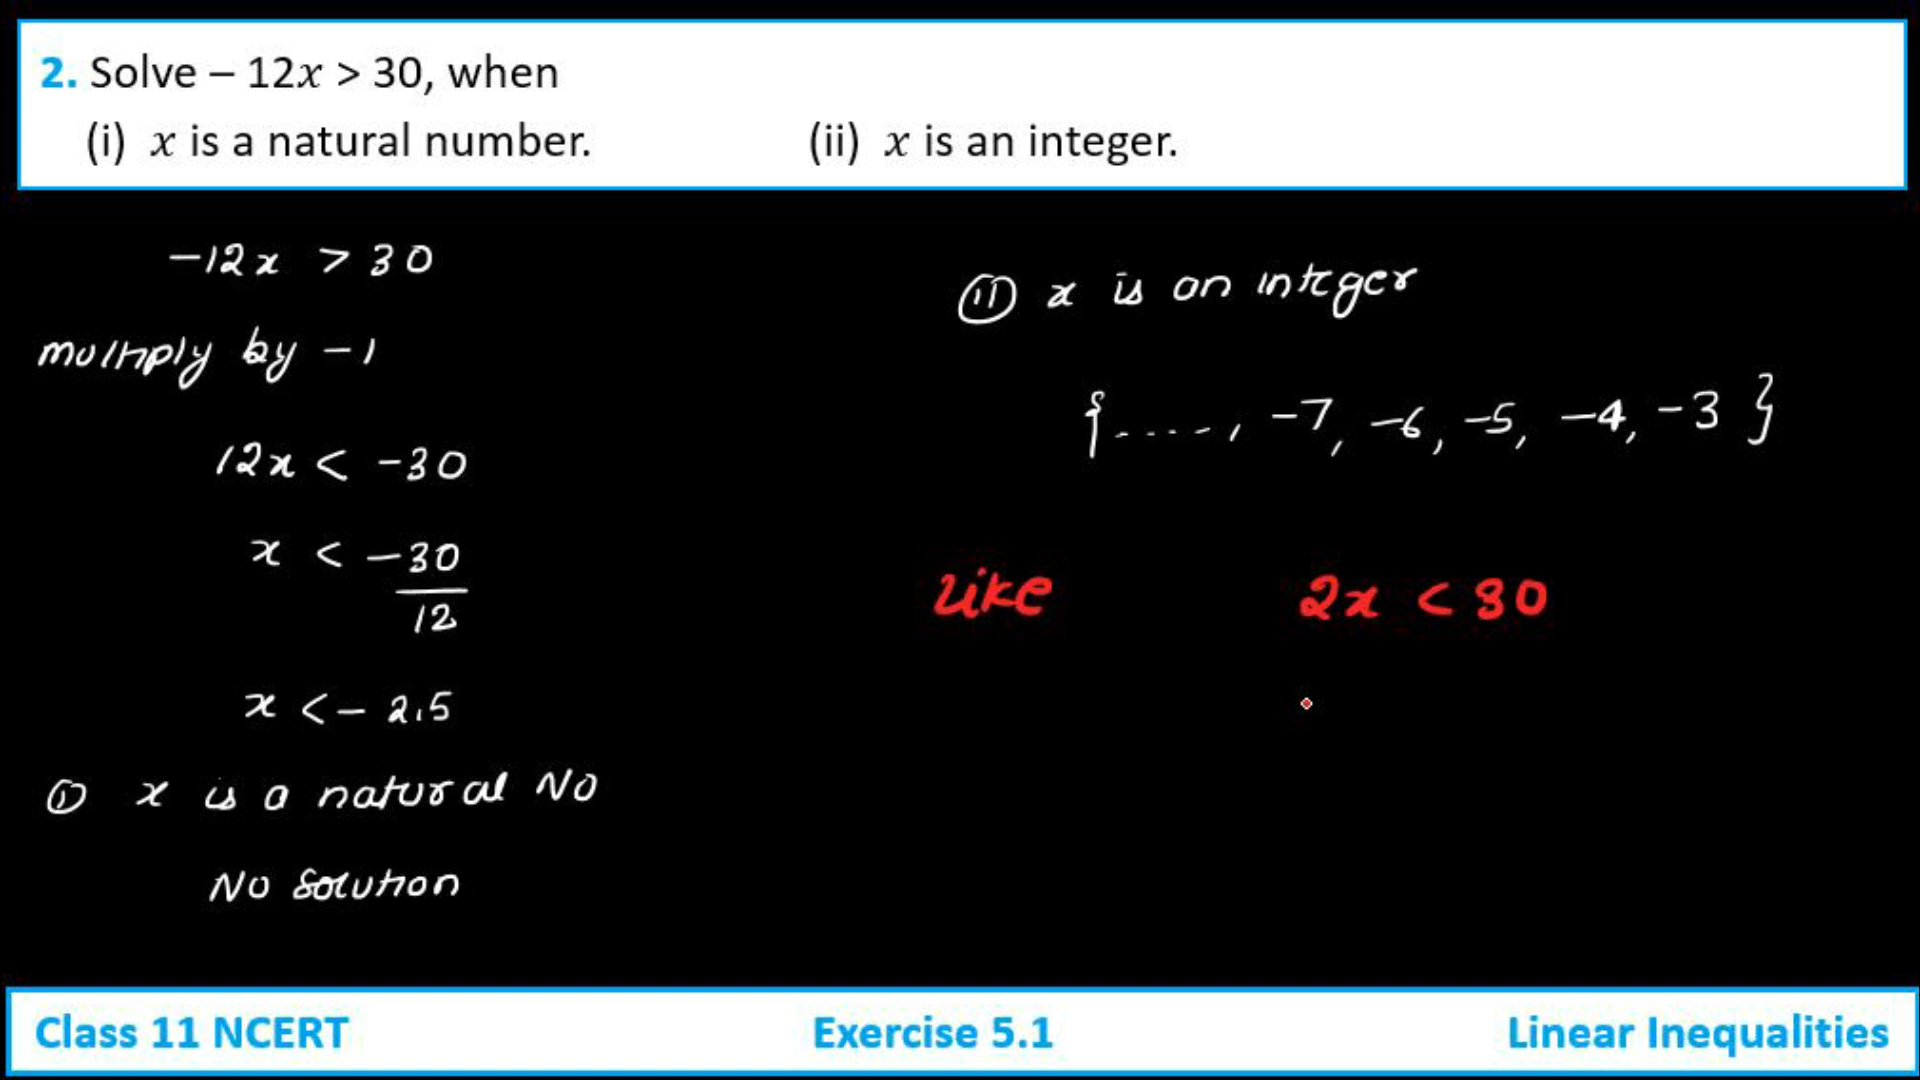 2. Solve – 12x > 30, when
(i) x is a natural number. (ii) x is an integer.
-12x > 30
multiply by -1
12x < -30
x < -30
12
x < - 2.5
(i) x is a natural NO
No solution
(ii) x is an integer
{....., -7, -6, -5, -4, -3 }
Like 2x < 30
Class 11 NCERT Exercise 5.1 Linear Inequalities